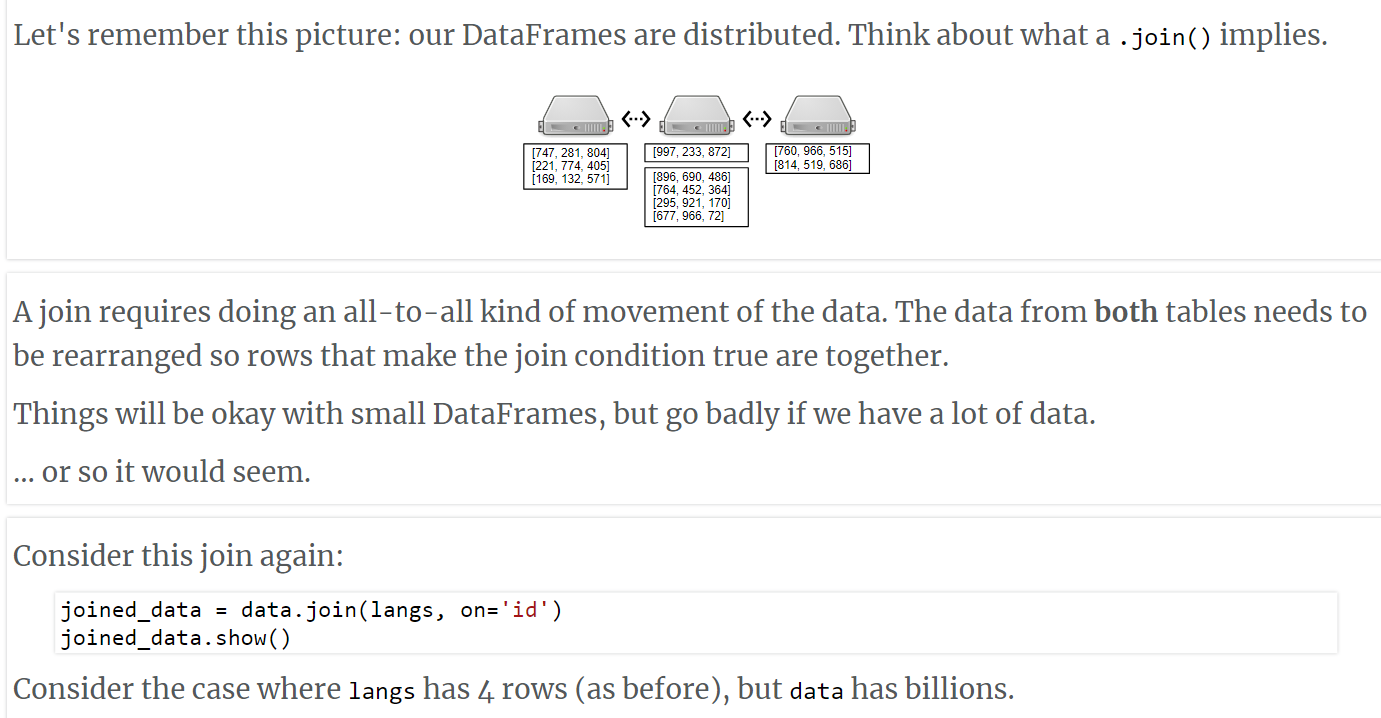 Let's remember this picture: our DataFrames are distributed. Think about what a .join() implies.
[747, 281, 804]
[221, 774, 405]
[169, 132, 571]
[997, 233, 872]
[896, 690, 486]
[764, 452, 364]
[295, 921, 170]
[677, 966, 72]
[760, 966, 515]
[814, 519, 686]
A join requires doing an all-to-all kind of movement of the data. The data from both tables needs to
be rearranged so rows that make the join condition true are together.
Things will be okay with small DataFrames, but go badly if we have a lot of data.
... or so it would seem.
Consider this join again:
joined_data = data.join(langs, on='id')
joined_data.show()
Consider the case where langs has 4 rows (as before), but data has billions.